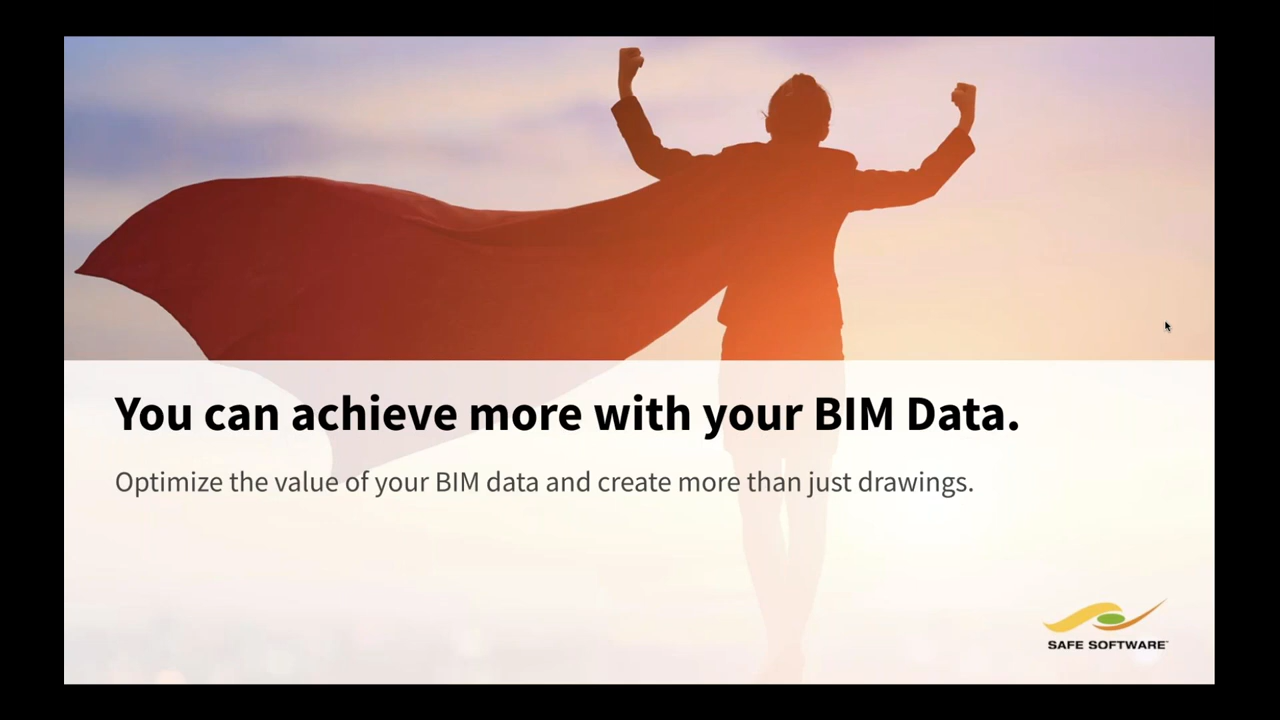 You can achieve more with your BIM Data.
Optimize the value of your BIM data and create more than just drawings.
SAFE SOFTWARE™